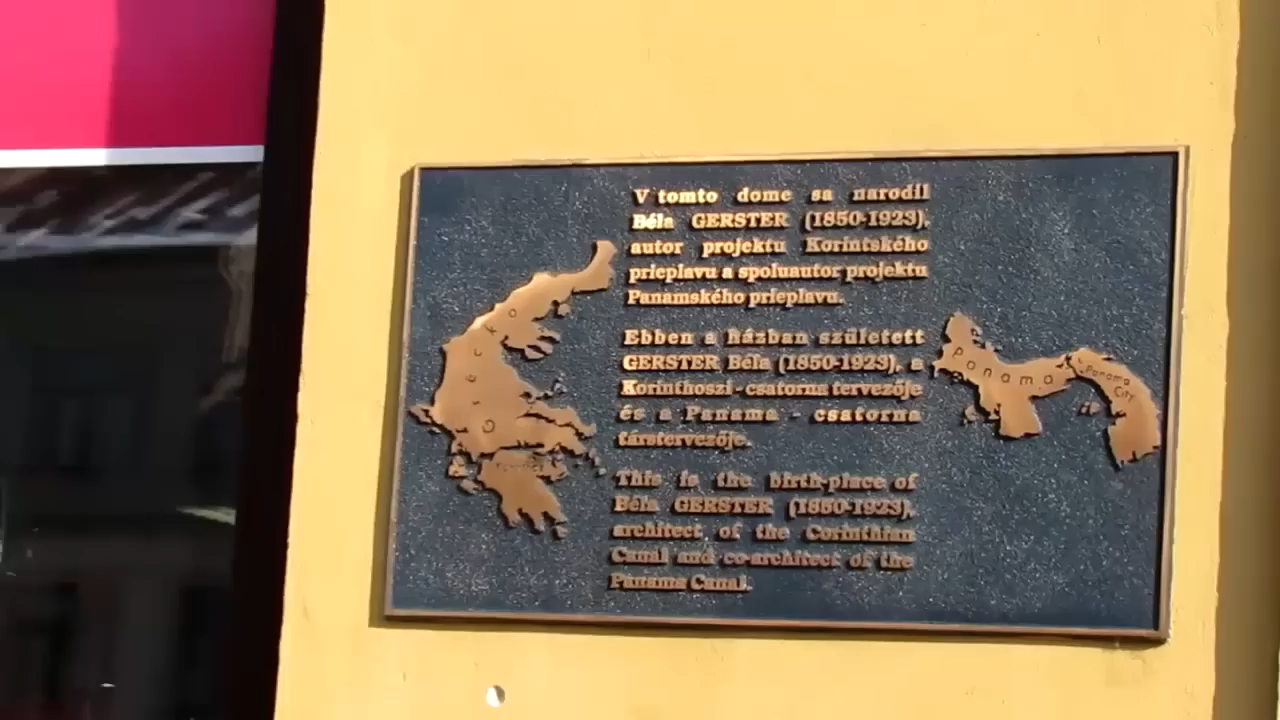 V tomto dome sa narodil
Béla GERSTER (1850-1923),
autor projektu Korintského
prieplavu a spoluautor projektu
Panamského prieplavu.
Ebben a házban született
GERSTER Béla (1850-1923), a
Korinthoszi - csatorna tervezője
és a Panama - csatorna
társtervezője.
This is the birth-place of
Béla GERSTER (1850-1923),
architect of the Corinthian
Canal and co-architect of the
Panama Canal.
Grécko
Panama
Panama
City